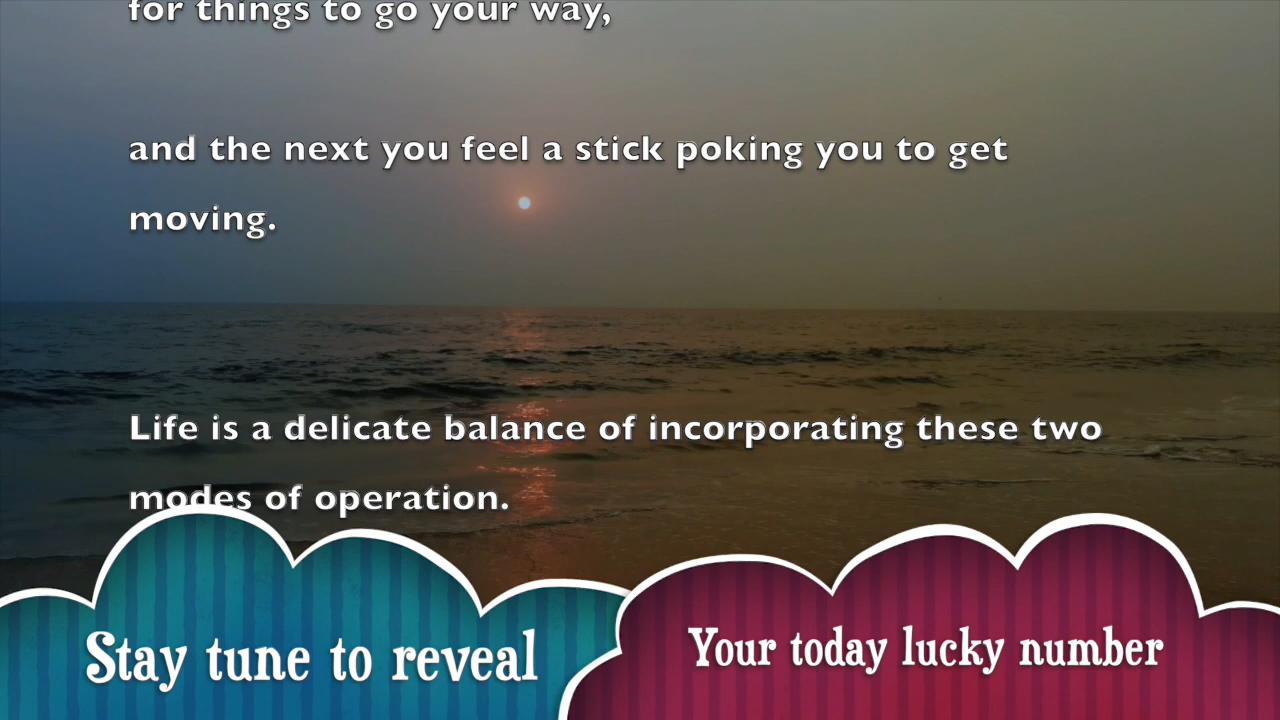 for things to go your way,
and the next you feel a stick poking you to get
moving.
Life is a delicate balance of incorporating these two
modes of operation.
Stay tune to reveal
Your today lucky number